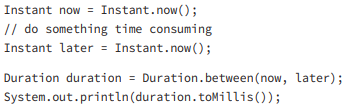 Instant now = Instant.now();
// do something time consuming
Instant later = Instant.now();
Duration duration = Duration.between(now, later);
System.out.println(duration.toMillis());